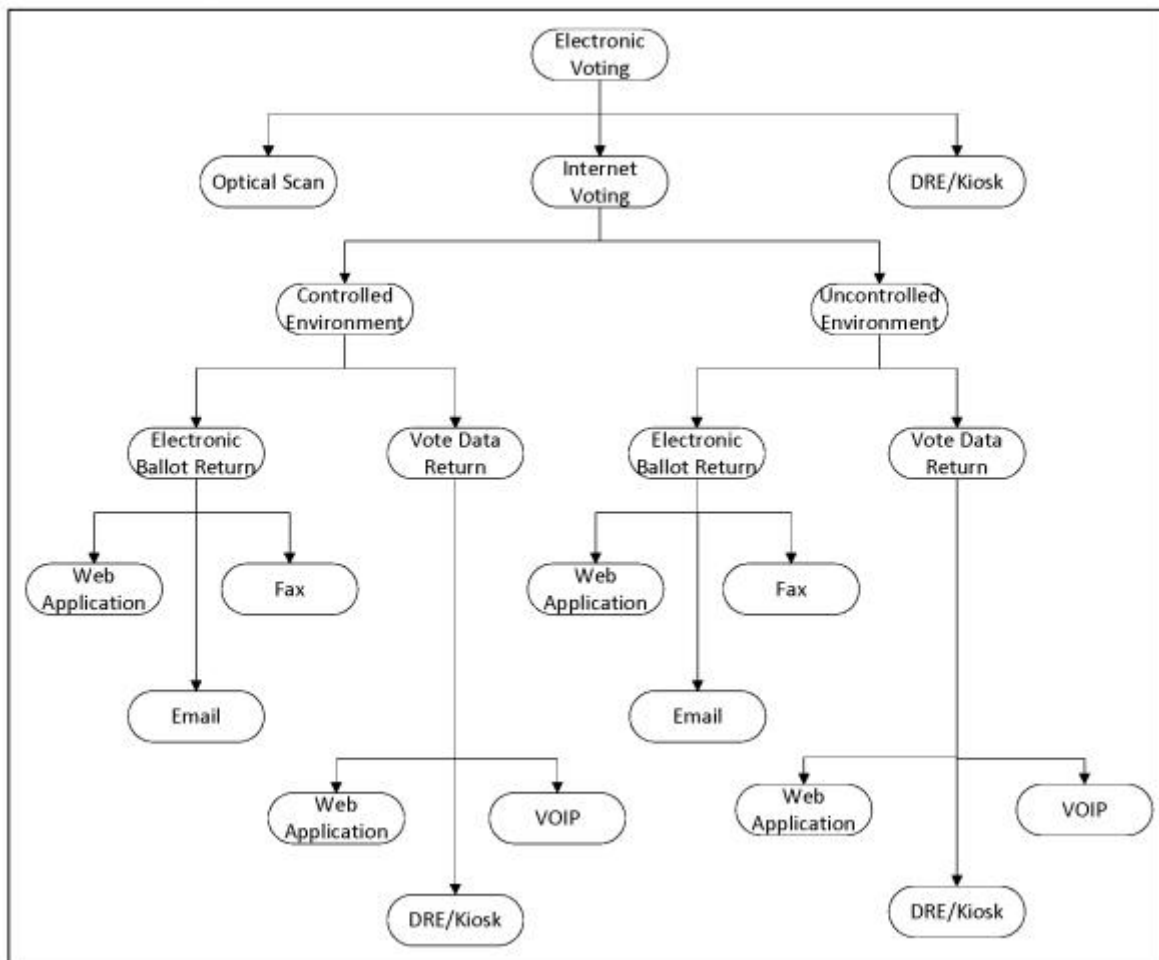 Electronic
Voting
Optical Scan
Internet
Voting
DRE/Kiosk
Controlled
Environment
Uncontrolled
Environment
Electronic
Ballot Return
Vote Data
Return
Electronic
Ballot Return
Vote Data
Return
Web
Application
Fax
Web
Application
Fax
Email
Email
Web
Application
VOIP
Web
Application
VOIP
DRE/Kiosk
DRE/Kiosk